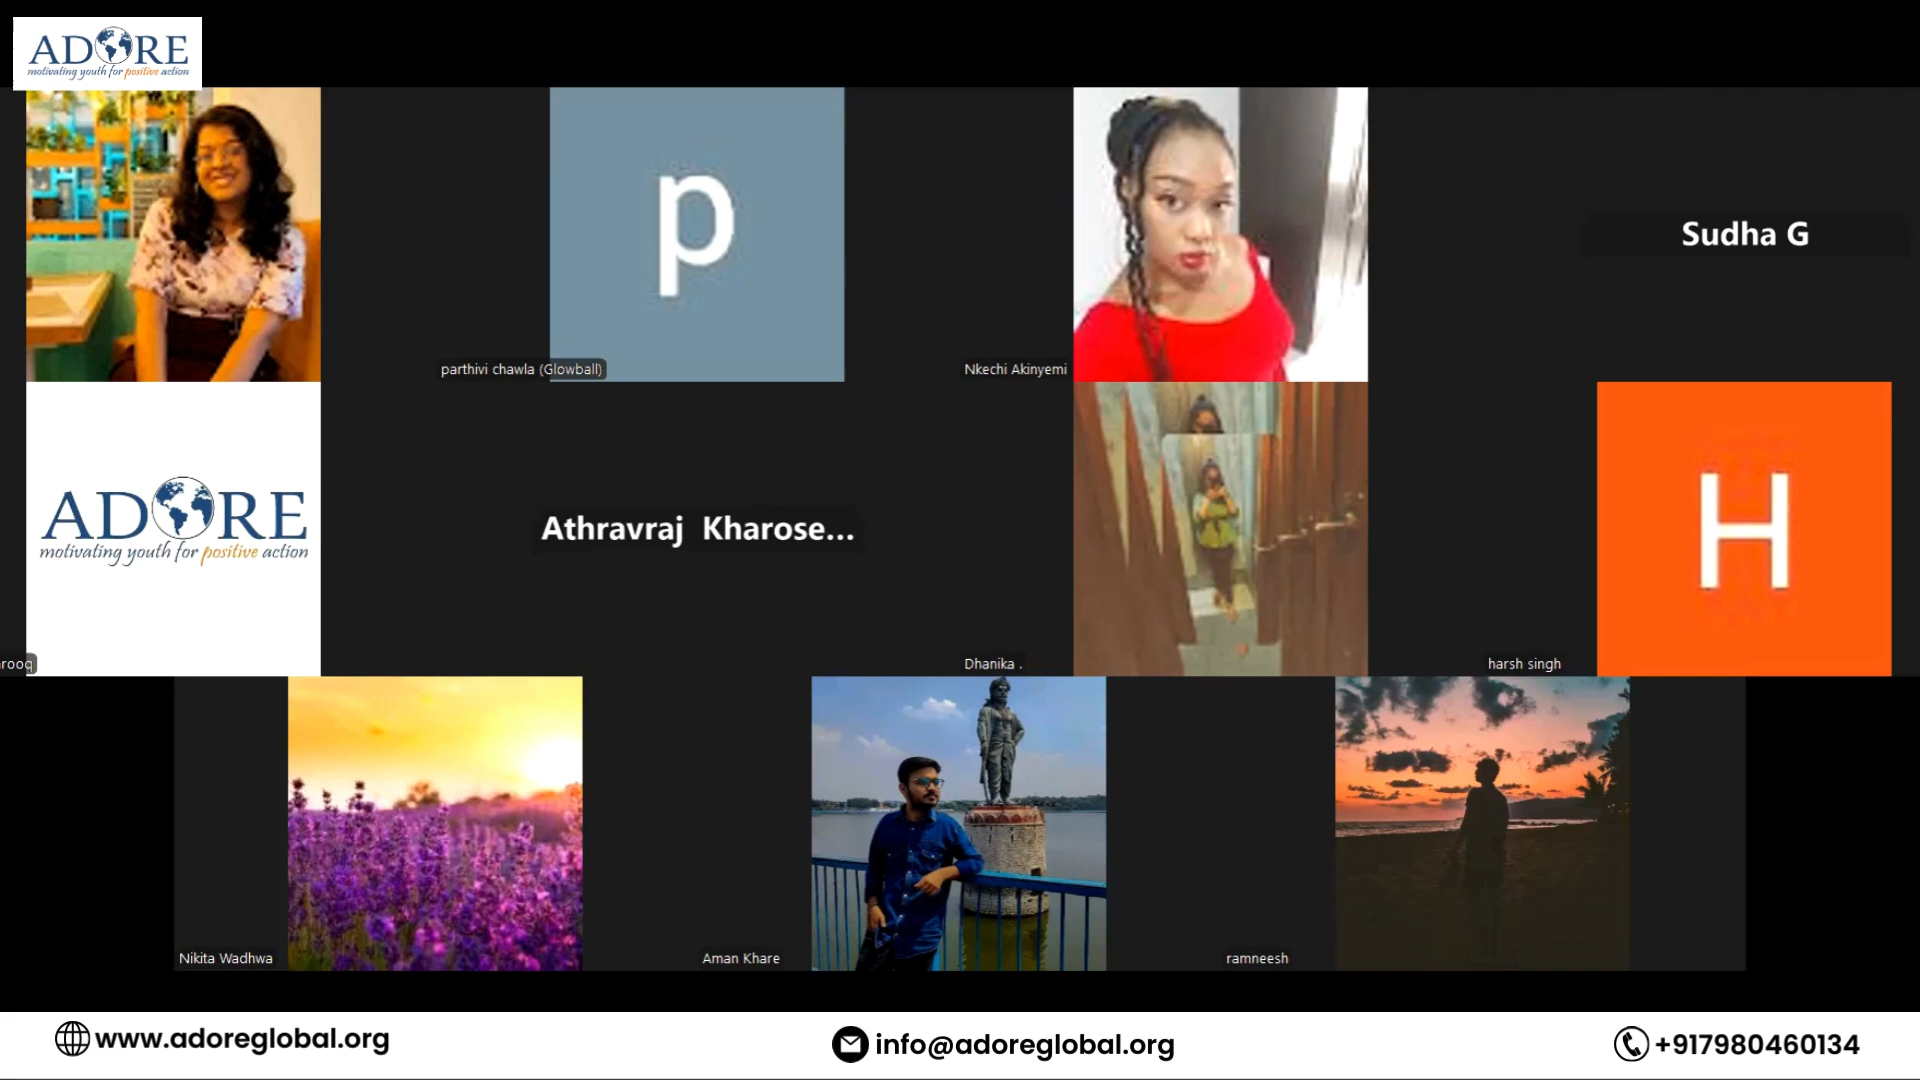 ADORE
motivating youth for positive action
p
parthivi chawla (Glowball)
Nkechi Akinyemi
Sudha G
ADORE
motivating youth for positive action
rooq
Athravraj Kharose...
Dhanika .
H
harsh singh
Nikita Wadhwa
Aman Khare
ramneesh
www.adoreglobal.org
info@adoreglobal.org
+917980460134